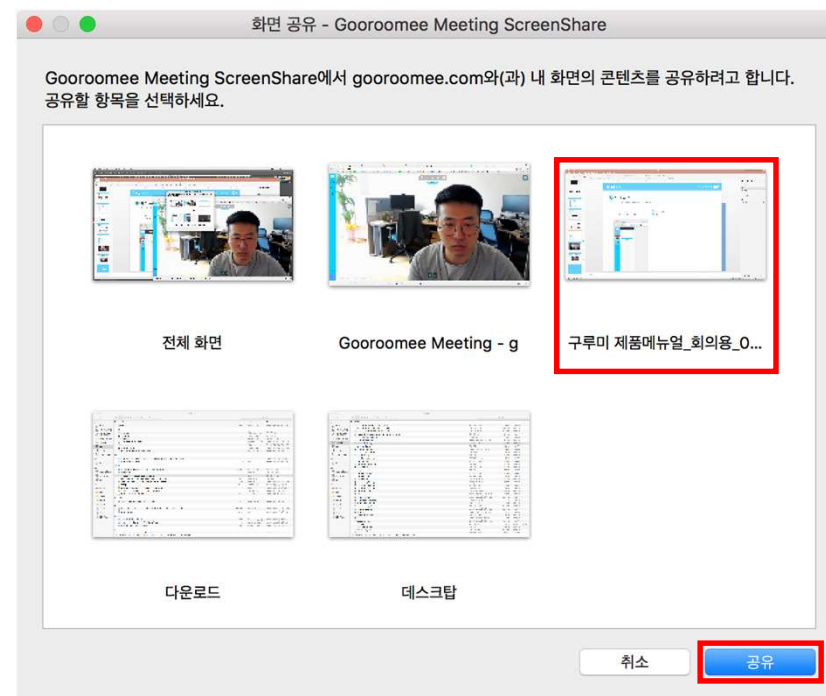 화면 공유 - Gooroomee Meeting ScreenShare
Gooroomee Meeting ScreenShare에서 gooroomee.com와(과) 내 화면의 콘텐츠를 공유하려고 합니다.
공유할 항목을 선택하세요.
전체 화면
Gooroomee Meeting - g
구루미 제품메뉴얼_회의용_0...
다운로드
데스크탑
취소
공유